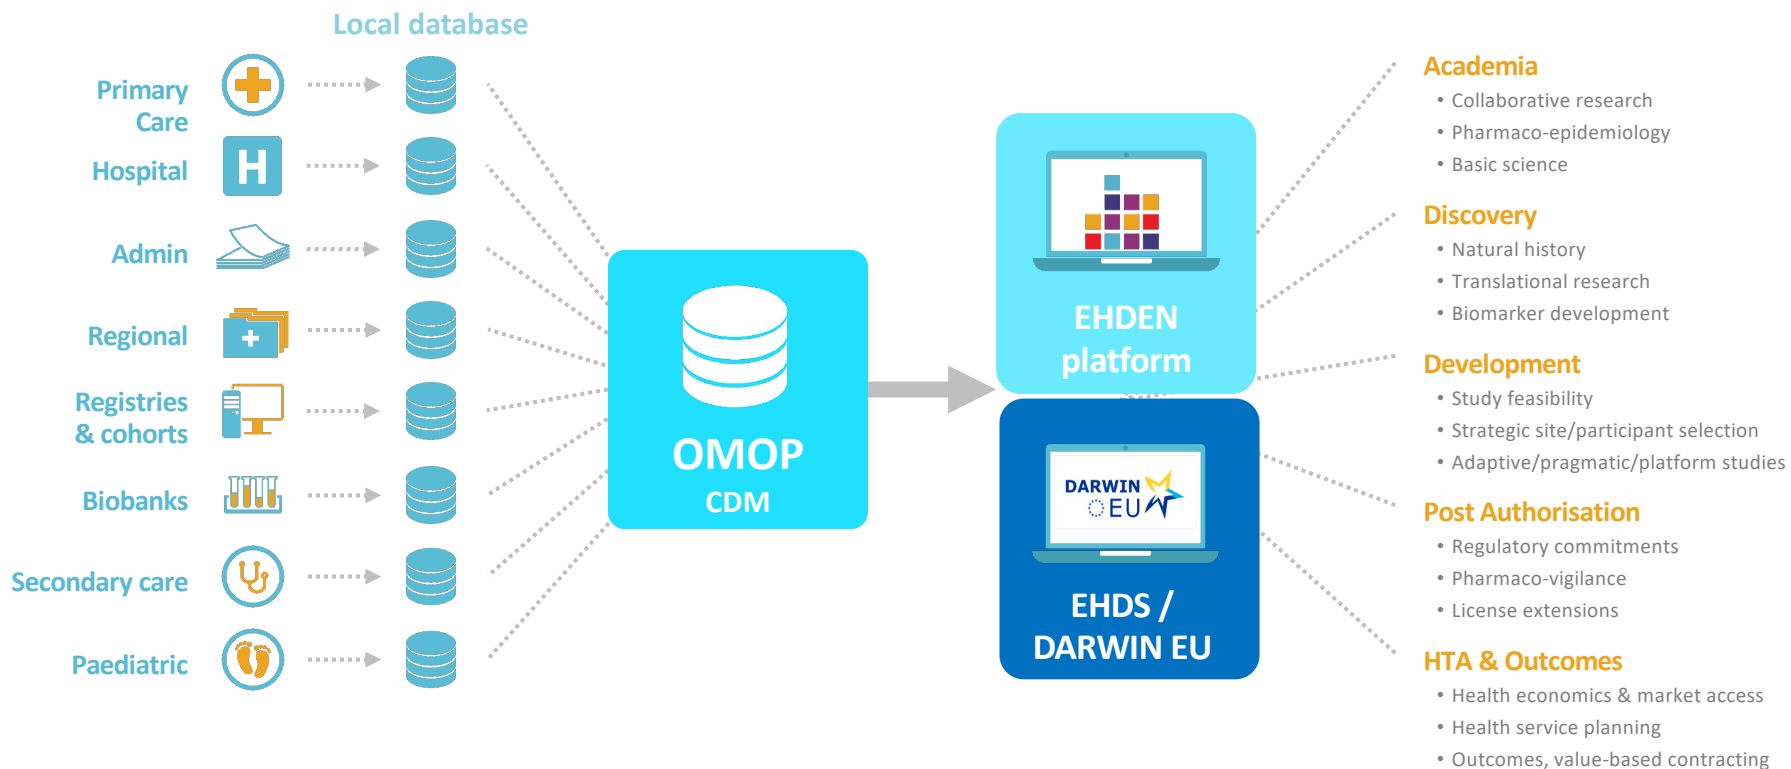 Local database
Primary
Care
Hospital
H
Admin
Regional
Registries
& cohorts
Biobanks
Secondary care
Paediatric
OMOP
CDM
EHDEN
platform
DARWIN
EU
EHDS /
DARWIN EU
Academia
• Collaborative research
• Pharmaco-epidemiology
• Basic science
Discovery
• Natural history
• Translational research
• Biomarker development
Development
• Study feasibility
• Strategic site/participant selection
• Adaptive/pragmatic/platform studies
Post Authorisation
• Regulatory commitments
• Pharmaco-vigilance
• License extensions
HTA & Outcomes
• Health economics & market access
• Health service planning
• Outcomes, value-based contracting